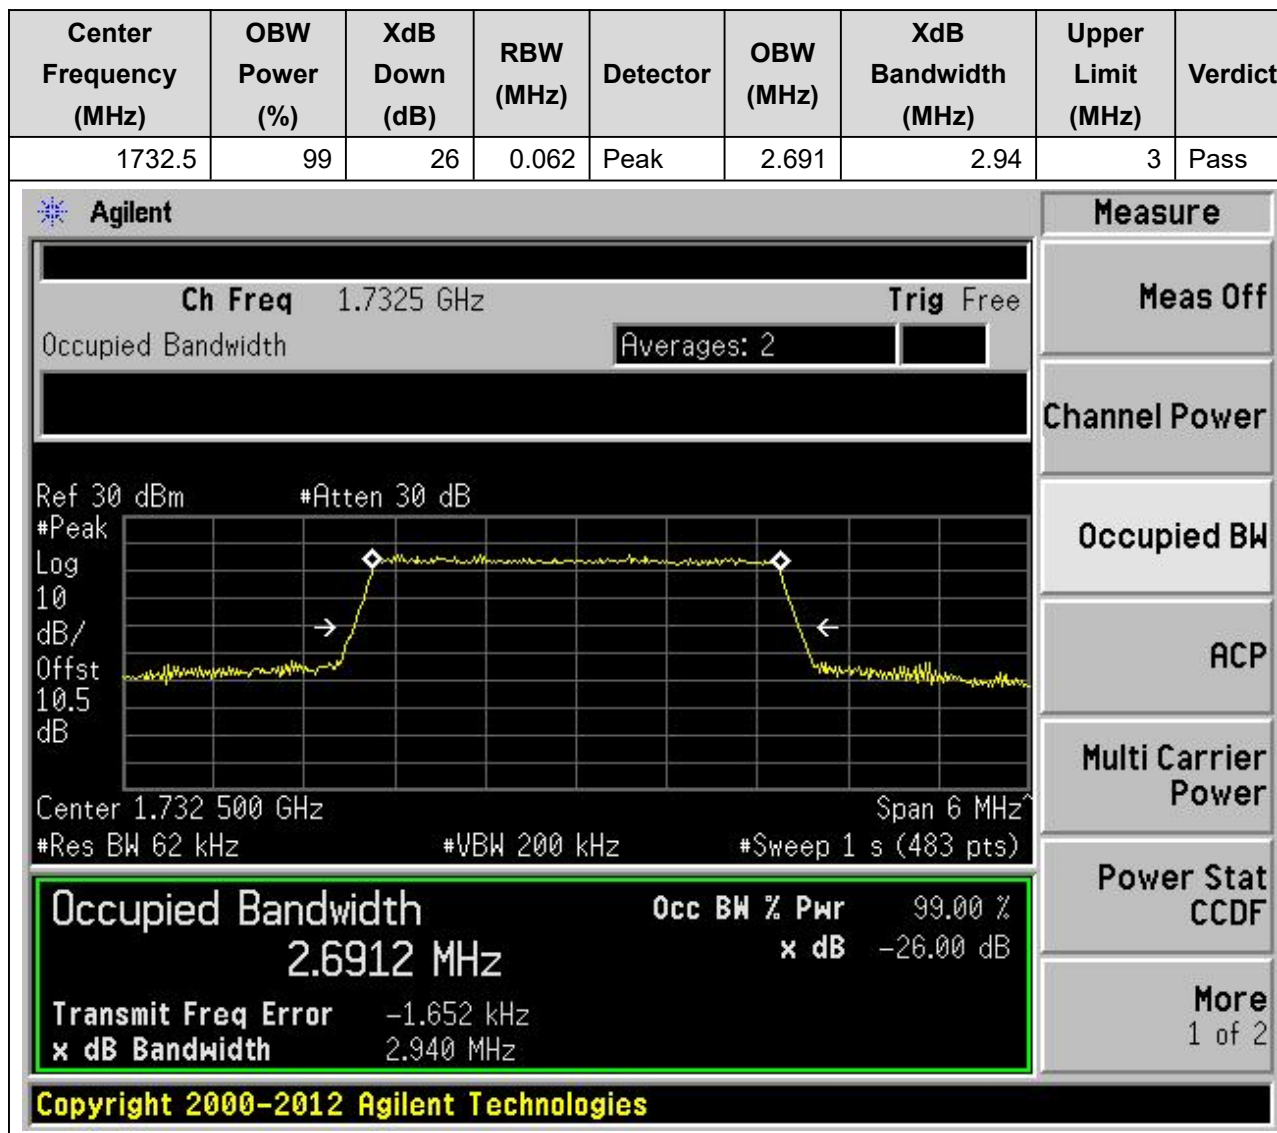 Center Frequency (MHz) OBW Power (%) XdB Down (dB) RBW (MHz) Detector OBW (MHz) XdB Bandwidth (MHz) Upper Limit (MHz) Verdict
1732.5 99 26 0.062 Peak 2.691 2.94 3 Pass
Agilent
Measure
Ch Freq 1.7325 GHz Trig Free
Meas Off
Occupied Bandwidth Averages: 2
Channel Power
Ref 30 dBm #Atten 30 dB
#Peak
Log
10
dB/
Offst
10.5
dB
Occupied BW
ACP
Multi Carrier
Power
Center 1.732 500 GHz Span 6 MHz^
#Res BW 62 kHz #VBW 200 kHz #Sweep 1 s (483 pts)
Power Stat
CCDF
Occupied Bandwidth Occ BW % Pwr 99.00 %
2.6912 MHz x dB -26.00 dB
Transmit Freq Error -1.652 kHz
x dB Bandwidth 2.940 MHz
More
1 of 2
Copyright 2000-2012 Agilent Technologies